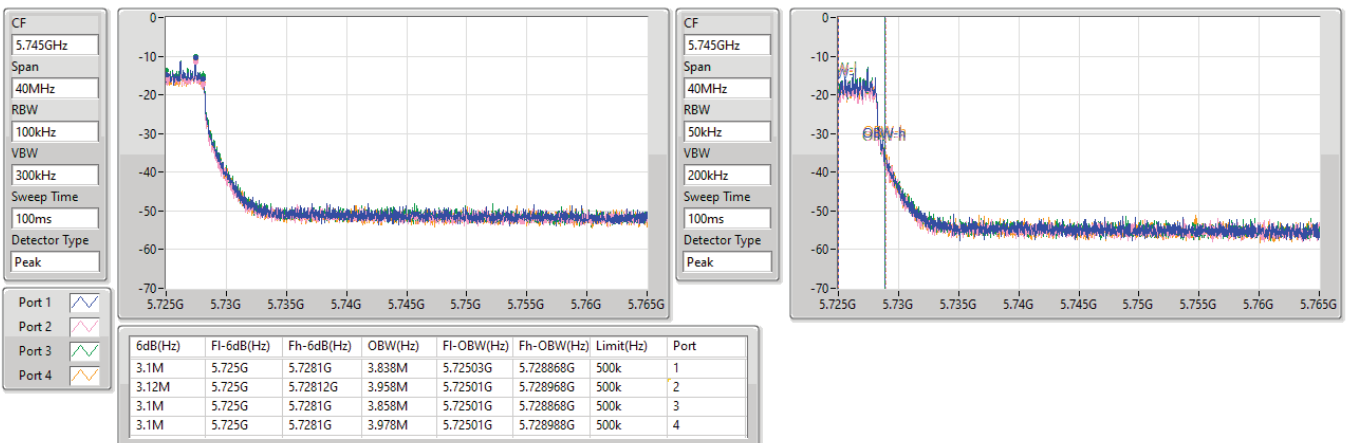 CF
5.745GHz
Span
40MHz
RBW
100kHz
VBW
300kHz
Sweep Time
100ms
Detector Type
Peak
0
-10
-20
-30
-40
-50
-60
-70
5.725G 5.73G 5.735G 5.74G 5.745G 5.75G 5.755G 5.76G 5.765G
CF
5.745GHz
Span
40MHz
RBW
50kHz
VBW
200kHz
Sweep Time
100ms
Detector Type
Peak
0
-10
-20
-30
-40
-50
-60
-70
OBW-h
5.725G 5.73G 5.735G 5.74G 5.745G 5.75G 5.755G 5.76G 5.765G
Port 1
Port 2
Port 3
Port 4
6dB(Hz) Fl-6dB(Hz) Fh-6dB(Hz) OBW(Hz) Fl-OBW(Hz) Fh-OBW(Hz) Limit(Hz) Port
3.1M 5.725G 5.7281G 3.838M 5.72503G 5.728868G 500k 1
3.12M 5.725G 5.72812G 3.958M 5.72501G 5.728968G 500k 2
3.1M 5.725G 5.7281G 3.858M 5.72501G 5.728868G 500k 3
3.1M 5.725G 5.7281G 3.978M 5.72501G 5.728988G 500k 4